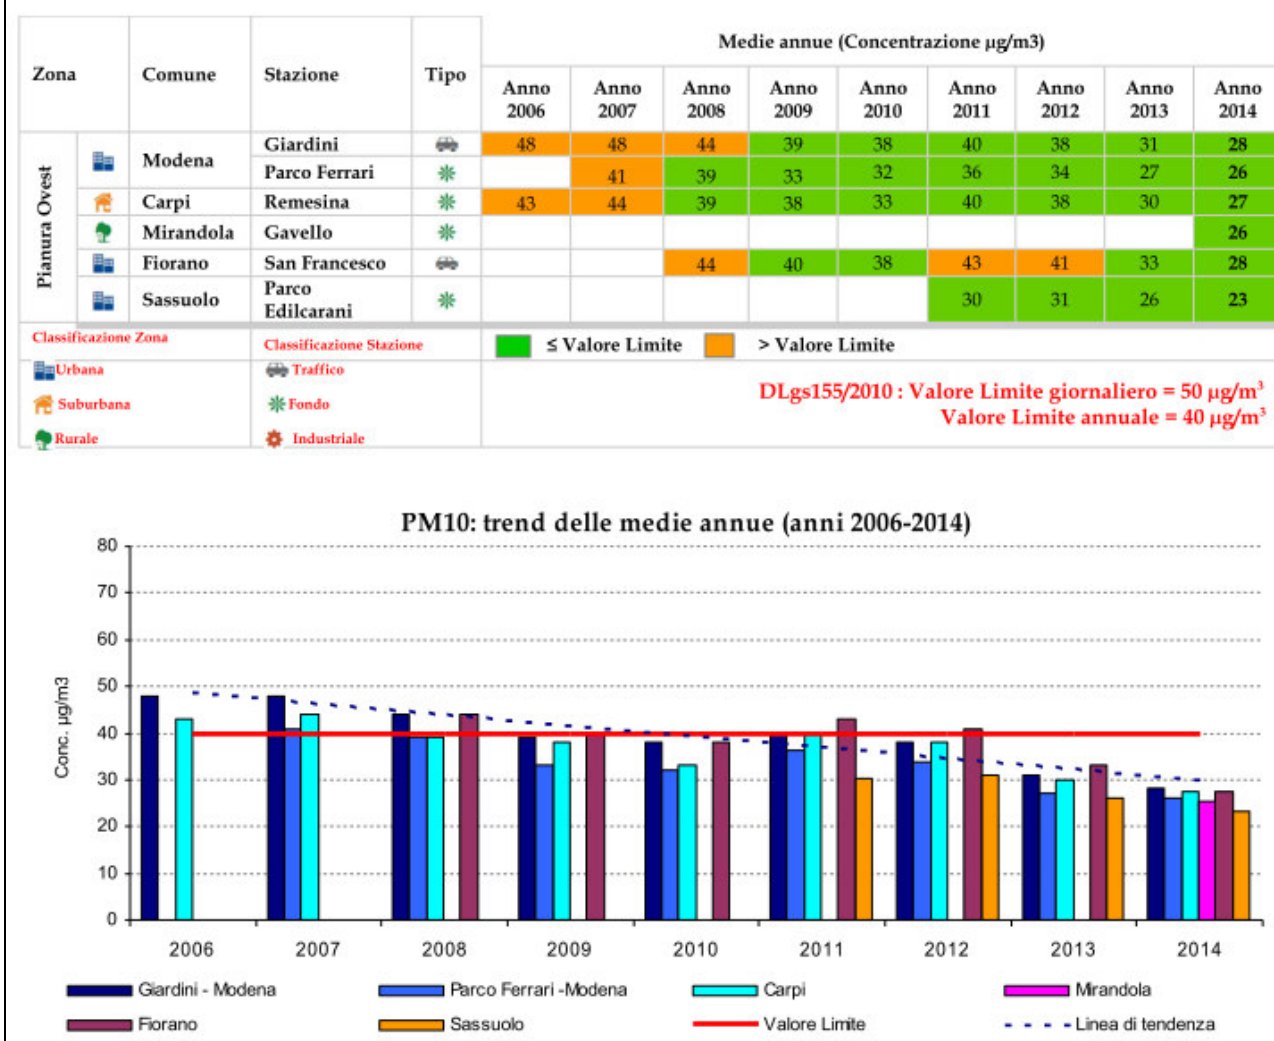 Medie annue (Concentrazione µg/m3)
Zona Comune Stazione Tipo Anno 2006 Anno 2007 Anno 2008 Anno 2009 Anno 2010 Anno 2011 Anno 2012 Anno 2013 Anno 2014
Pianura Ovest
Modena Giardini 48 48 44 39 38 40 38 31 28
Parco Ferrari 41 39 33 32 36 34 27 26
Carpi Remesina 43 44 39 38 33 40 38 30 27
Mirandola Gavello 26
Fiorano San Francesco 44 40 38 43 41 33 28
Sassuolo Parco Edilcarani 30 31 26 23
Classificazione Zona Classificazione Stazione ≤ Valore Limite > Valore Limite
Urbana Traffico
Suburbana Fondo
Rurale Industriale
DLgs155/2010 : Valore Limite giornaliero = 50 µg/m³
Valore Limite annuale = 40 µg/m³
PM10: trend delle medie annue (anni 2006-2014)
Conc. µg/m3
80
70
60
50
40
30
20
10
0
2006 2007 2008 2009 2010 2011 2012 2013 2014
Giardini - Modena Parco Ferrari -Modena Carpi Mirandola
Fiorano Sassuolo Valore Limite Linea di tendenza